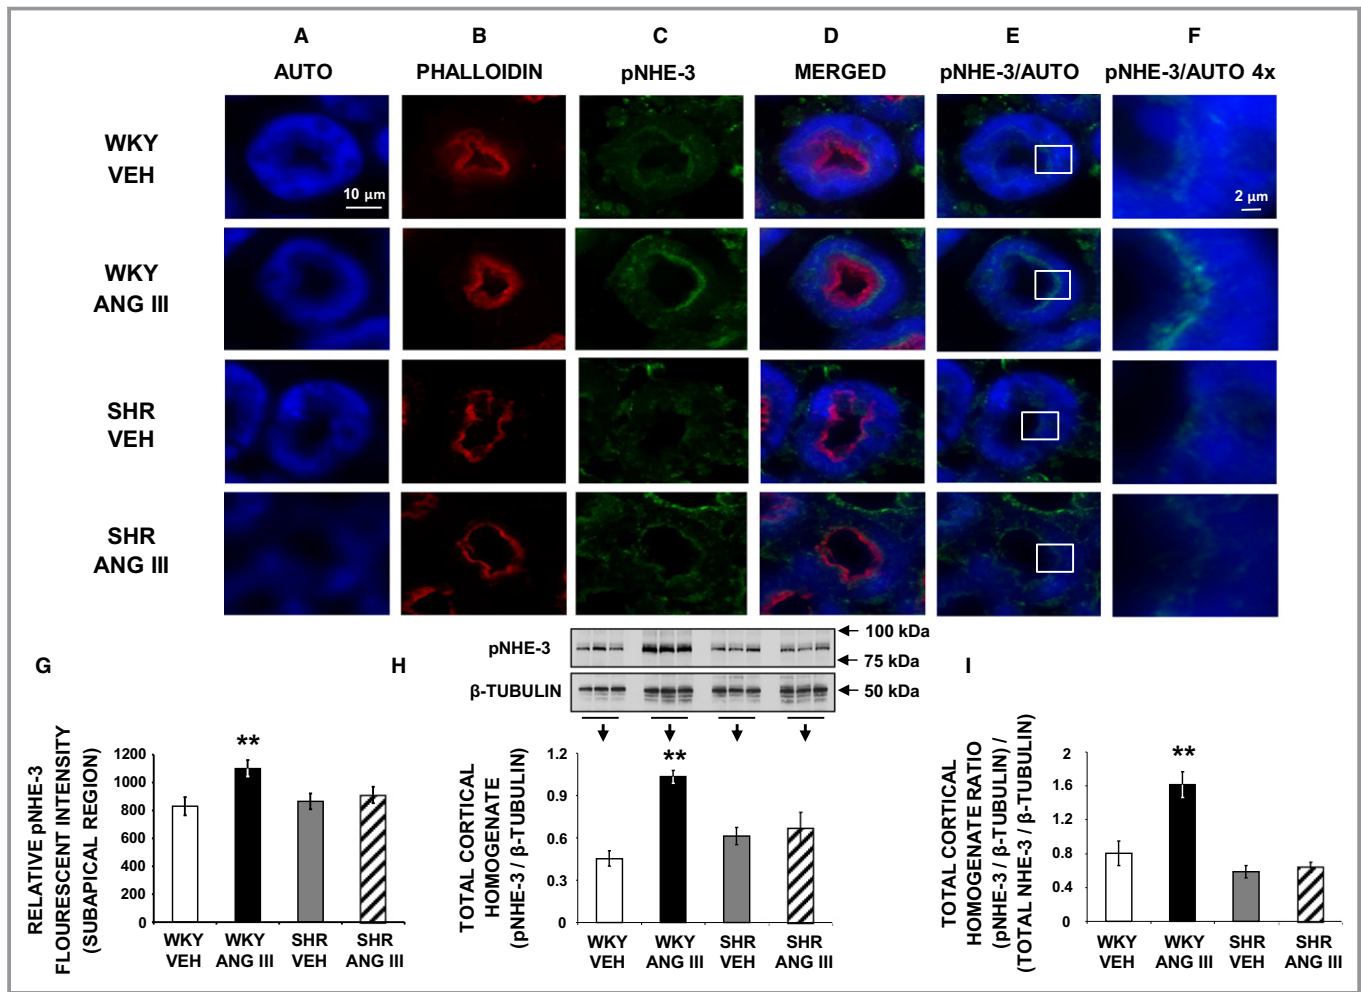 A B C D E F
AUTO PHALLOIDIN pNHE-3 MERGED pNHE-3/AUTO pNHE-3/AUTO 4x
WKY
VEH
10 µm
2 µm
WKY
ANG III
SHR
VEH
SHR
ANG III
G
RELATIVE pNHE-3
FLOURESCENT INTENSITY
(SUBAPICAL REGION)
1200
1000
800
600
400
200
0
**
WKY VEH
WKY ANG III
SHR VEH
SHR ANG III
H
pNHE-3
100 kDa
75 kDa
β-TUBULIN
50 kDa
TOTAL CORTICAL
HOMOGENATE
(pNHE-3 / β-TUBULIN)
1.2
0.9
0.6
0.3
0
**
WKY VEH
WKY ANG III
SHR VEH
SHR ANG III
I
TOTAL CORTICAL
HOMOGENATE RATIO
(pNHE-3 / β-TUBULIN) /
(TOTAL NHE-3 / β-TUBULIN)
2
1.6
1.2
0.8
0.4
0
**
WKY VEH
WKY ANG III
SHR VEH
SHR ANG III